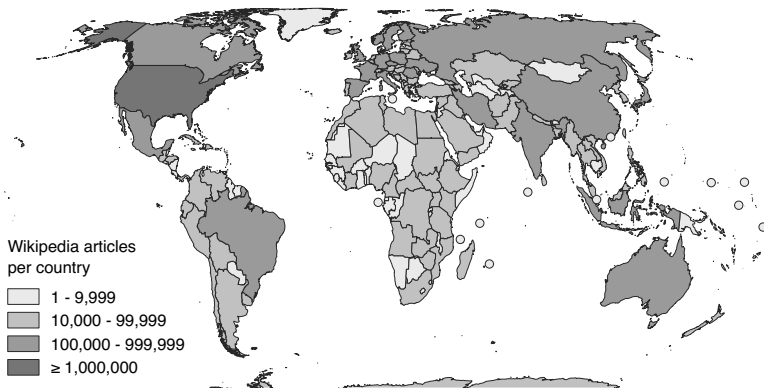 Wikipedia articles
per country
1 - 9,999
10,000 - 99,999
100,000 - 999,999
≥ 1,000,000